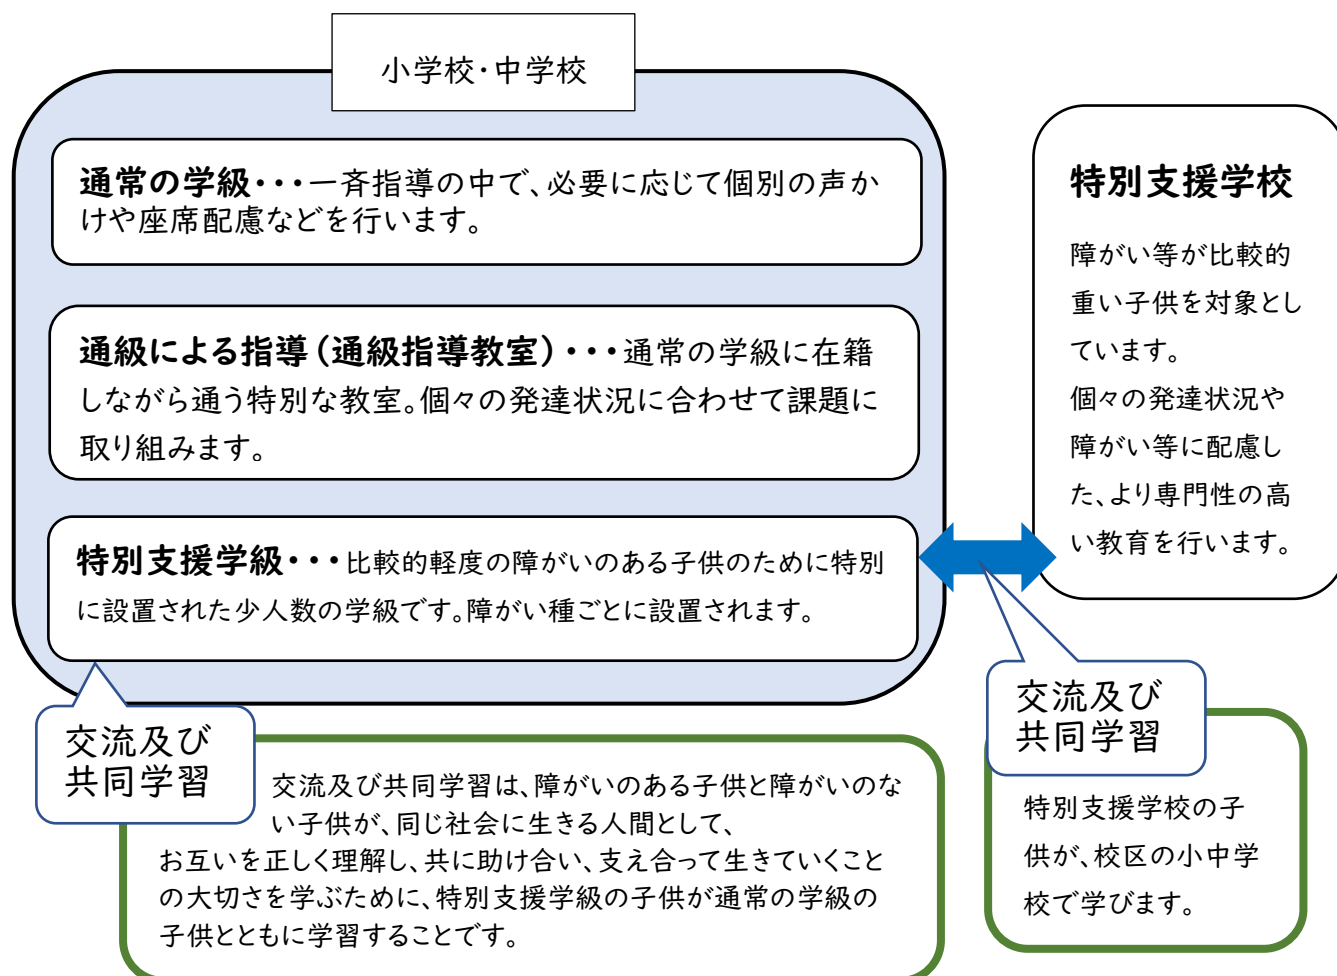 小学校・中学校
通常の学級・・・一斉指導の中で、必要に応じて個別の声か
けや座席配慮などを行います。
通級による指導(通級指導教室)・・・通常の学級に在籍
しながら通う特別な教室。個々の発達状況に合わせて課題に
取り組みます。
特別支援学級・・・比較的軽度の障がいのある子供のために特別
に設置された少人数の学級です。障がい種ごとに設置されます。
特別支援学校
障がい等が比較的
重い子供を対象とし
ています。
個々の発達状況や
障がい等に配慮し
た、より専門性の高
い教育を行います。
交流及び
共同学習
交流及び共同学習は、障がいのある子供と障がいのな
い子供が、同じ社会に生きる人間として、
お互いを正しく理解し、共に助け合い、支え合って生きていくこと
の大切さを学ぶために、特別支援学級の子供が通常の学級の
子供とともに学習することです。
交流及び
共同学習
特別支援学校の子
供が、校区の小中学
校で学びます。